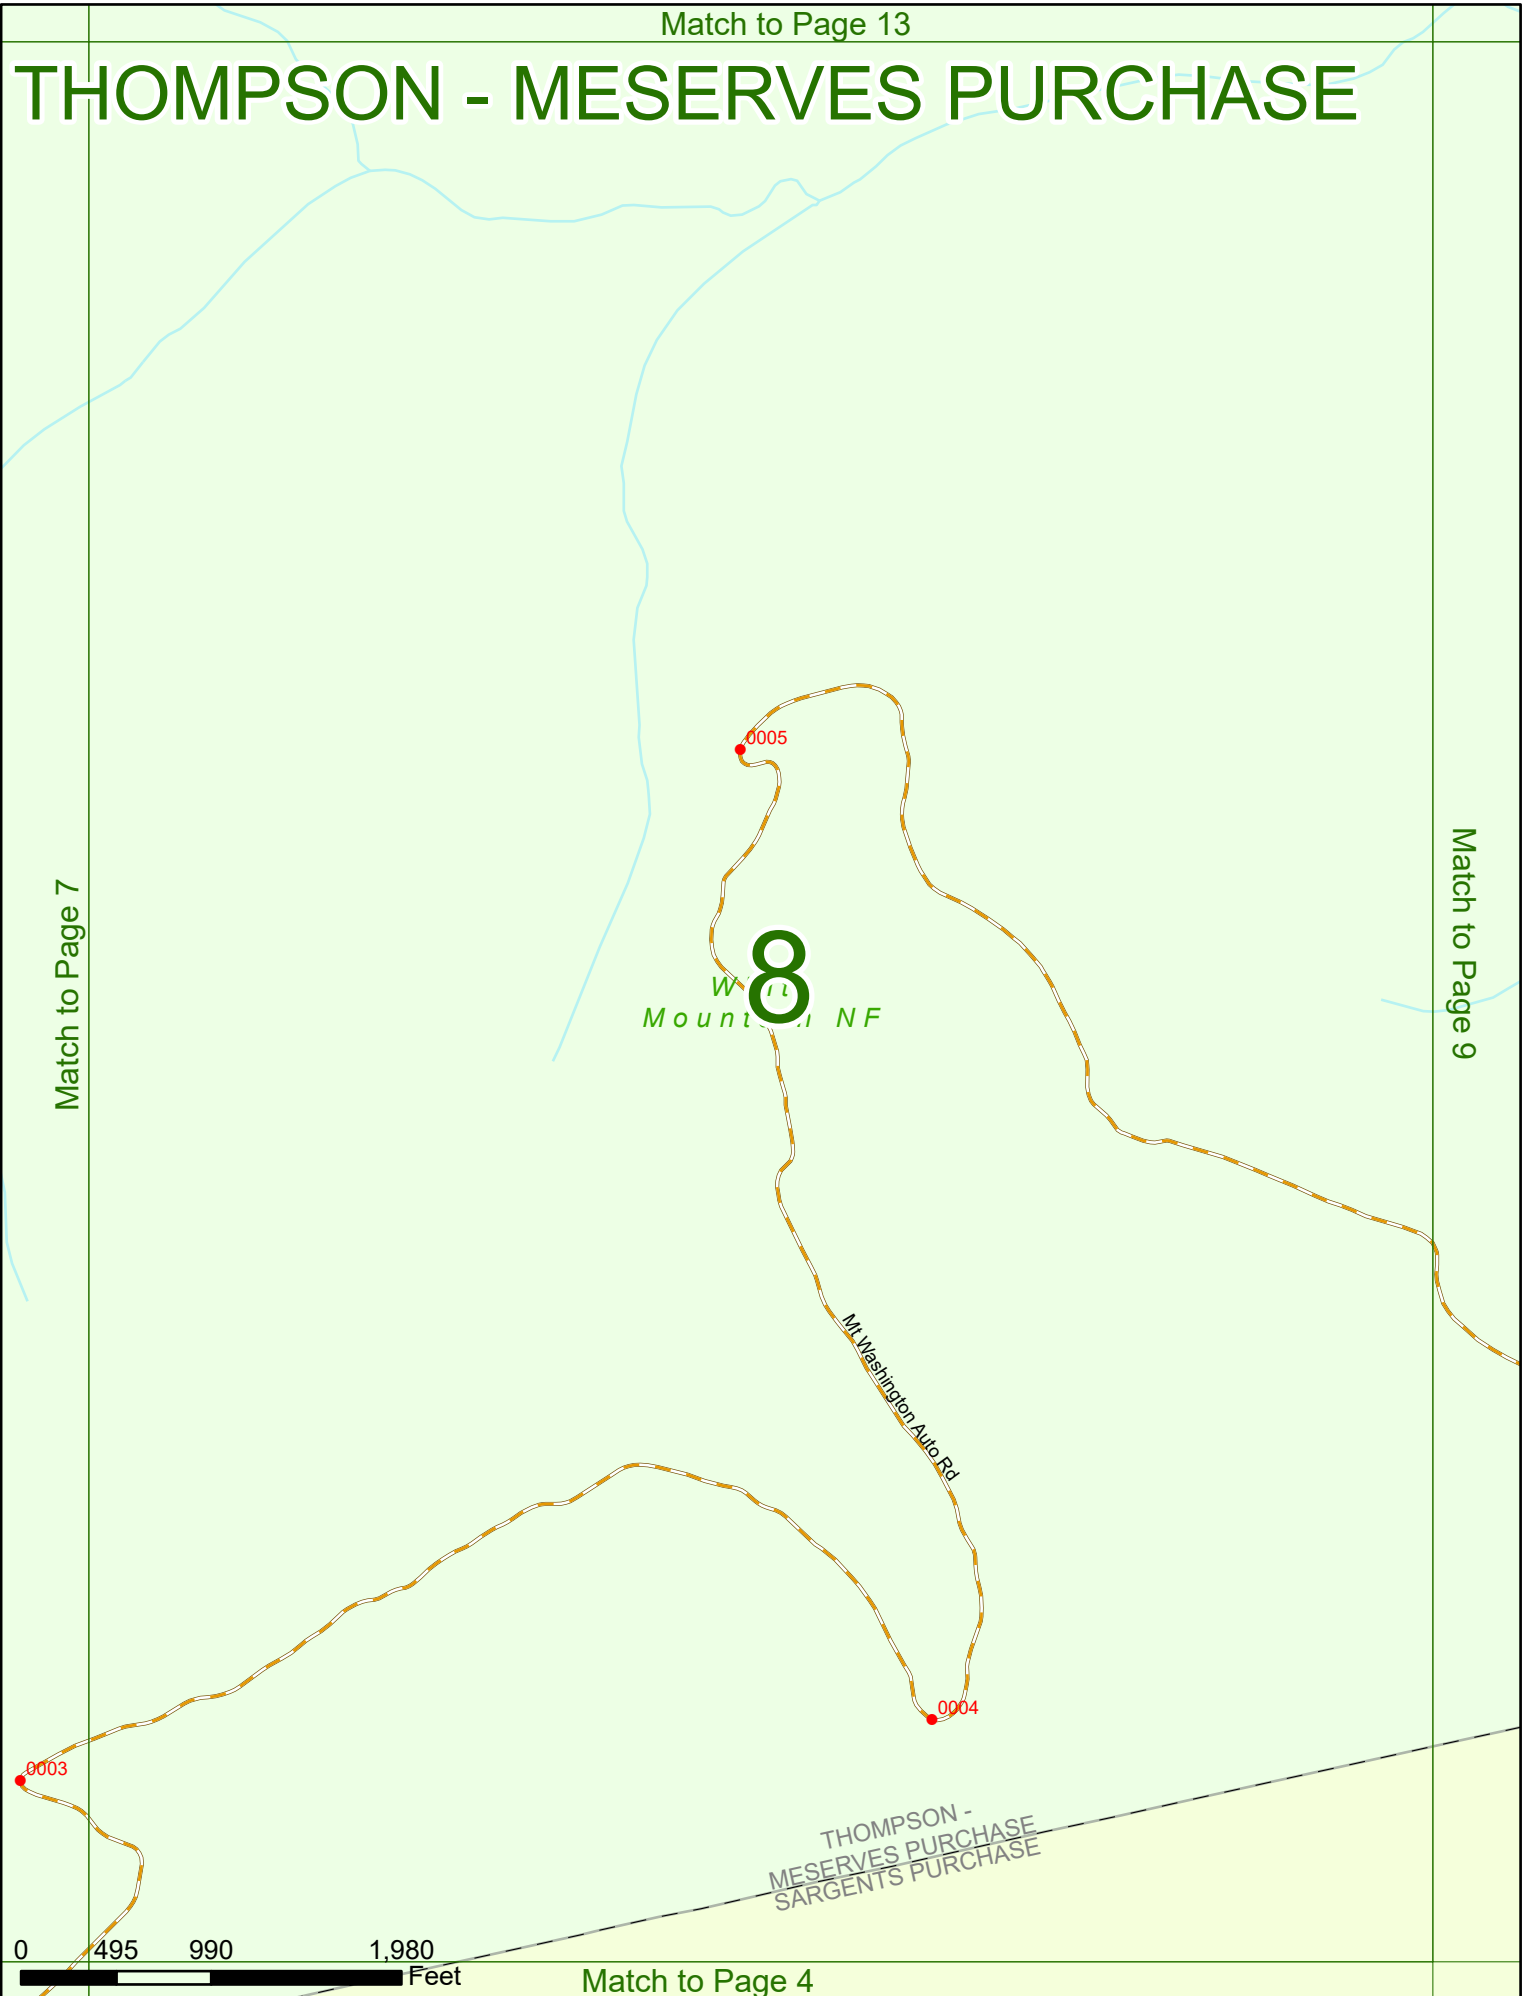 Match to Page 13
THOMPSON - MESERVES PURCHASE
0005
Match to Page 7
Match to Page 9
8
Mountain NF
Mt Washington Auto Rd
0004
0003
THOMPSON -
MESERVES PURCHASE
SARGENTS PURCHASE
0 495 990 1,980
Feet
Match to Page 4